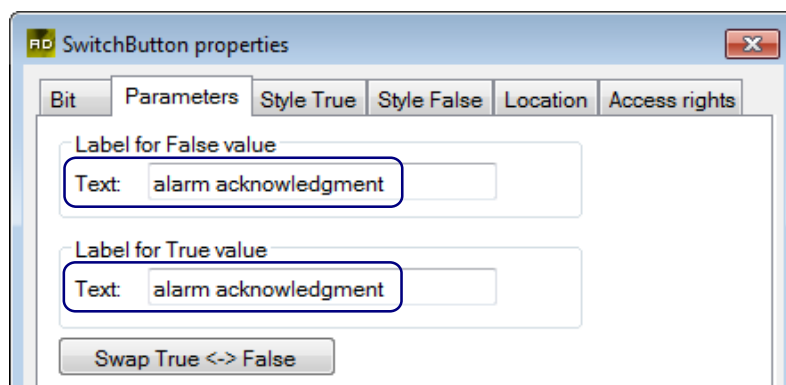 RD SwitchButton properties
Bit Parameters Style True Style False Location Access rights
Label for False value
Text: alarm acknowledgment
Label for True value
Text: alarm acknowledgment
Swap True <-> False